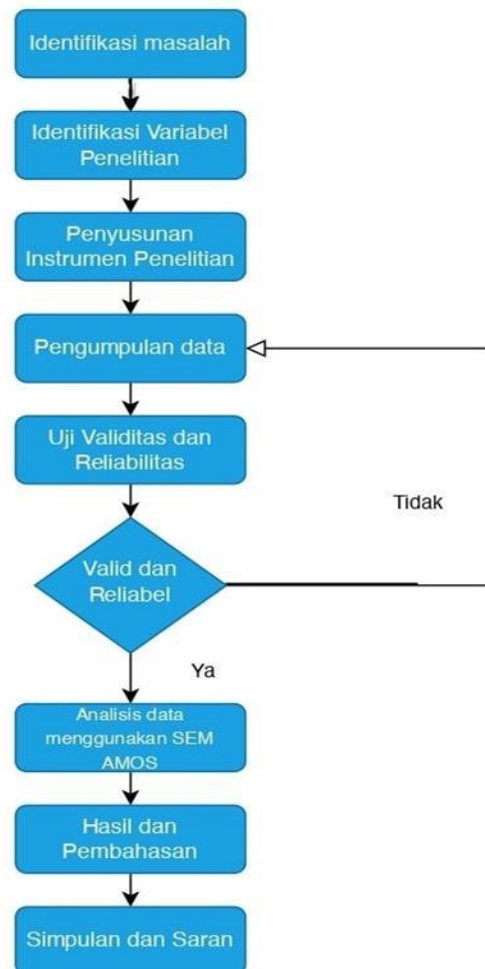 Identifikasi masalah
Identifikasi Variabel
Penelitian
Penyusunan
Instrumen Penelitian
Pengumpulan data
Uji Validitas dan
Reliabilitas
Tidak
Valid dan
Reliabel
Ya
Analisis data
menggunakan SEM
AMOS
Hasil dan
Pembahasan
Simpulan dan Saran